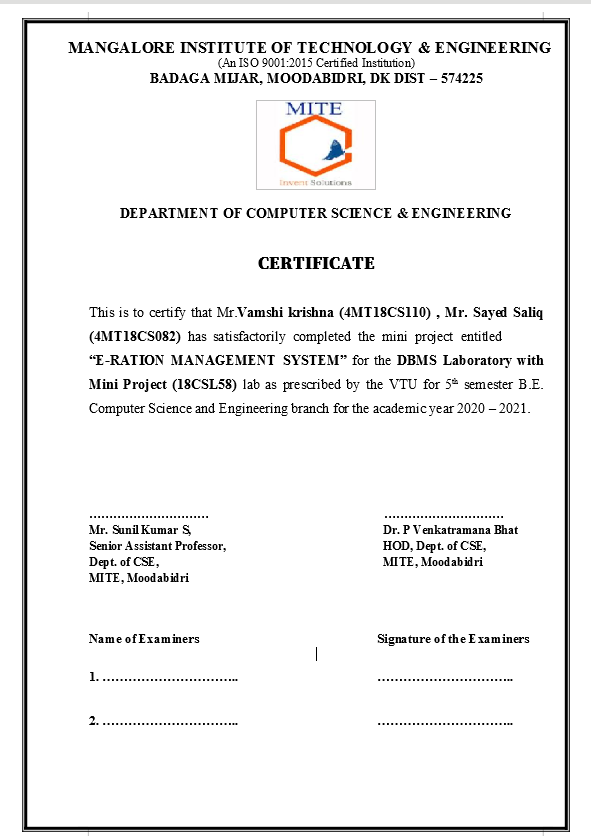 MANGALORE INSTITUTE OF TECHNOLOGY & ENGINEERING
(An ISO 9001:2015 Certified Institution)
BADAGA MIJAR, MOODABIDRI, DK DIST – 574225
MITE
Invent Solutions
DEPARTMENT OF COMPUTER SCIENCE & ENGINEERING
CERTIFICATE
This is to certify that Mr.Vamshi krishna (4MT18CS110) , Mr. Sayed Saliq
(4MT18CS082) has satisfactorily completed the mini project entitled
“E-RATION MANAGEMENT SYSTEM” for the DBMS Laboratory with
Mini Project (18CSL58) lab as prescribed by the VTU for 5th semester B.E.
Computer Science and Engineering branch for the academic year 2020 – 2021.
………………………… …………………………
Mr. Sunil Kumar S, Dr. P Venkatramana Bhat
Senior Assistant Professor, HOD, Dept. of CSE,
Dept. of CSE, MITE, Moodabidri
MITE, Moodabidri
Name of Examiners Signature of the Examiners
1. ………………………….. …………………………..
2. ………………………….. …………………………..